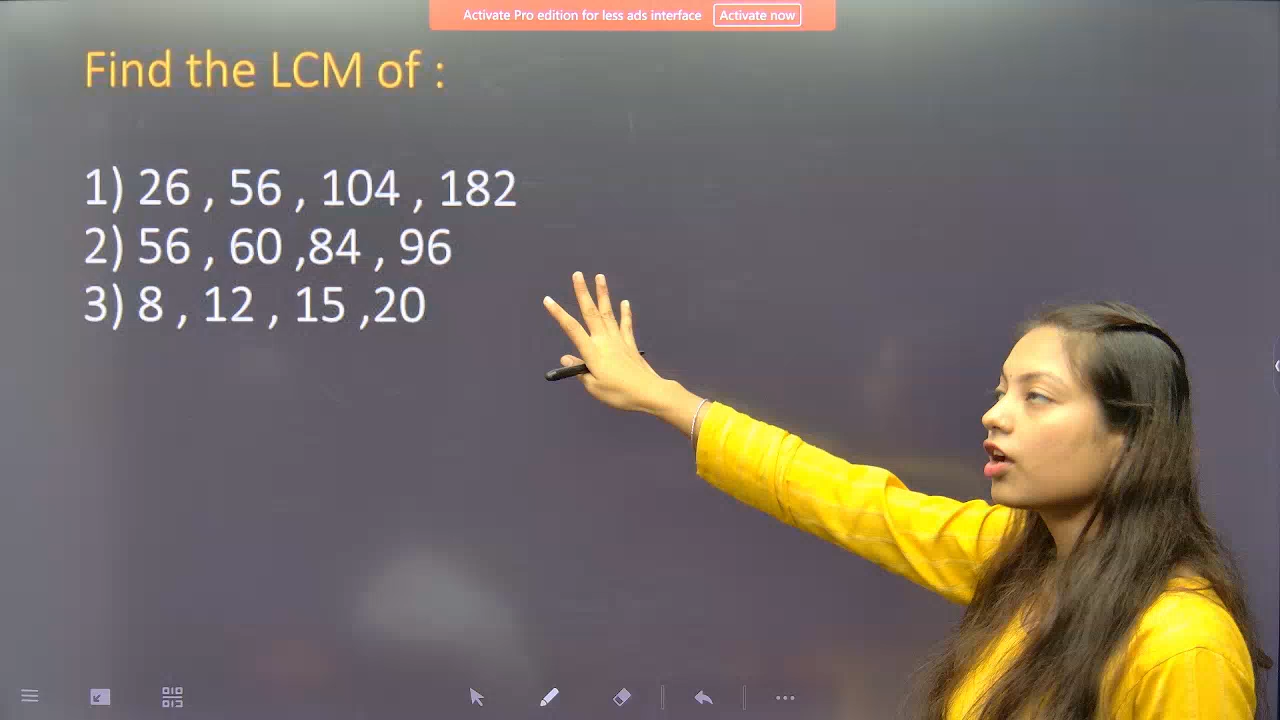 Activate Pro edition for less ads interface Activate now
Find the LCM of :
1) 26 , 56 , 104 , 182
2) 56 , 60 ,84 , 96
3) 8 , 12 , 15 ,20